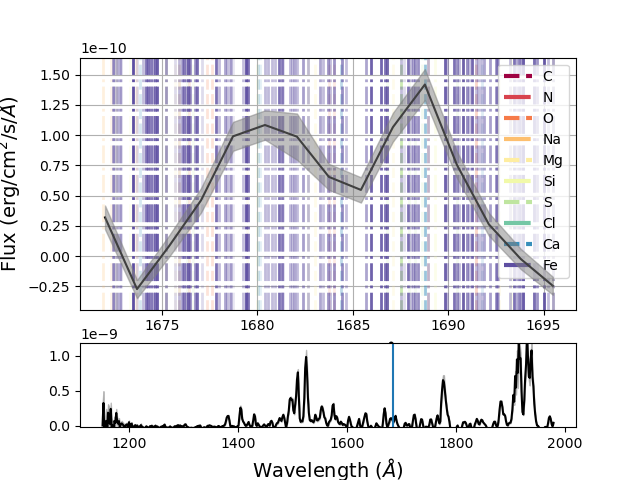 1e−10
Flux (erg/cm²/s/Å)
1.50
1.25
1.00
0.75
0.50
0.25
0.00
−0.25
C
N
O
Na
Mg
Si
S
Cl
Ca
Fe
1675 1680 1685 1690 1695
1e−9
1.0
0.5
0.0
1200 1400 1600 1800 2000
Wavelength (Å)